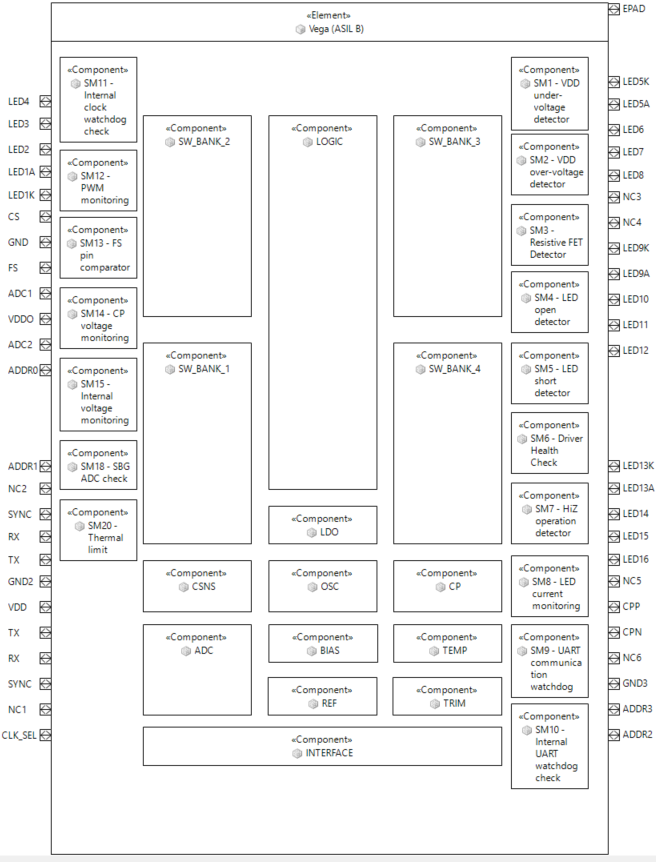 «Element»
Vega (ASIL B)
EPAD
LED4
LED3
LED2
LED1A
LED1K
CS
GND
FS
ADC1
VDDO
ADC2
ADDR0
ADDR1
NC2
SYNC
RX
TX
GND2
VDD
TX
RX
SYNC
NC1
CLK_SEL
«Component»
SM11 -
Internal
clock
watchdog
check
«Component»
SM12 -
PWM
monitoring
«Component»
SM13 - FS
pin
comparator
«Component»
SM14 - CP
voltage
monitoring
«Component»
SM15 -
Internal
voltage
monitoring
«Component»
SM18 - SBG
ADC check
«Component»
SM20 -
Thermal
limit
«Component»
SW_BANK_2
«Component»
LOGIC
«Component»
SW_BANK_3
«Component»
SW_BANK_1
«Component»
SW_BANK_4
«Component»
LDO
«Component»
CSNS
«Component»
OSC
«Component»
CP
«Component»
ADC
«Component»
BIAS
«Component»
TEMP
«Component»
REF
«Component»
TRIM
«Component»
INTERFACE
«Component»
SM1 - VDD
under-
voltage
detector
«Component»
SM2 - VDD
over-voltage
detector
«Component»
SM3 -
Resistive FET
Detector
«Component»
SM4 - LED
open
detector
«Component»
SM5 - LED
short
detector
«Component»
SM6 - Driver
Health
Check
«Component»
SM7 - HiZ
operation
detector
«Component»
SM8 - LED
current
monitoring
«Component»
SM9 - UART
communica
tion
watchdog
«Component»
SM10 -
Internal
UART
watchdog
check
LED5K
LED5A
LED6
LED7
LED8
NC3
NC4
LED9K
LED9A
LED10
LED11
LED12
LED13K
LED13A
LED14
LED15
LED16
NC5
CPP
CPN
NC6
GND3
ADDR3
ADDR2